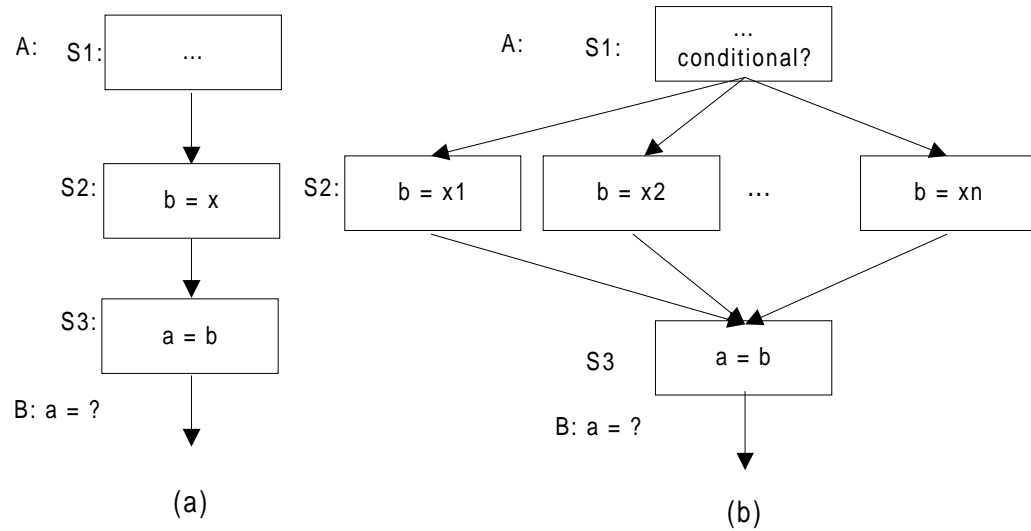 A: S1: ...
S2: b = x
S3: a = b
B: a = ?
(a)
A: S1: ...
conditional?
S2: b = x1 b = x2 ... b = xn
S3 a = b
B: a = ?
(b)